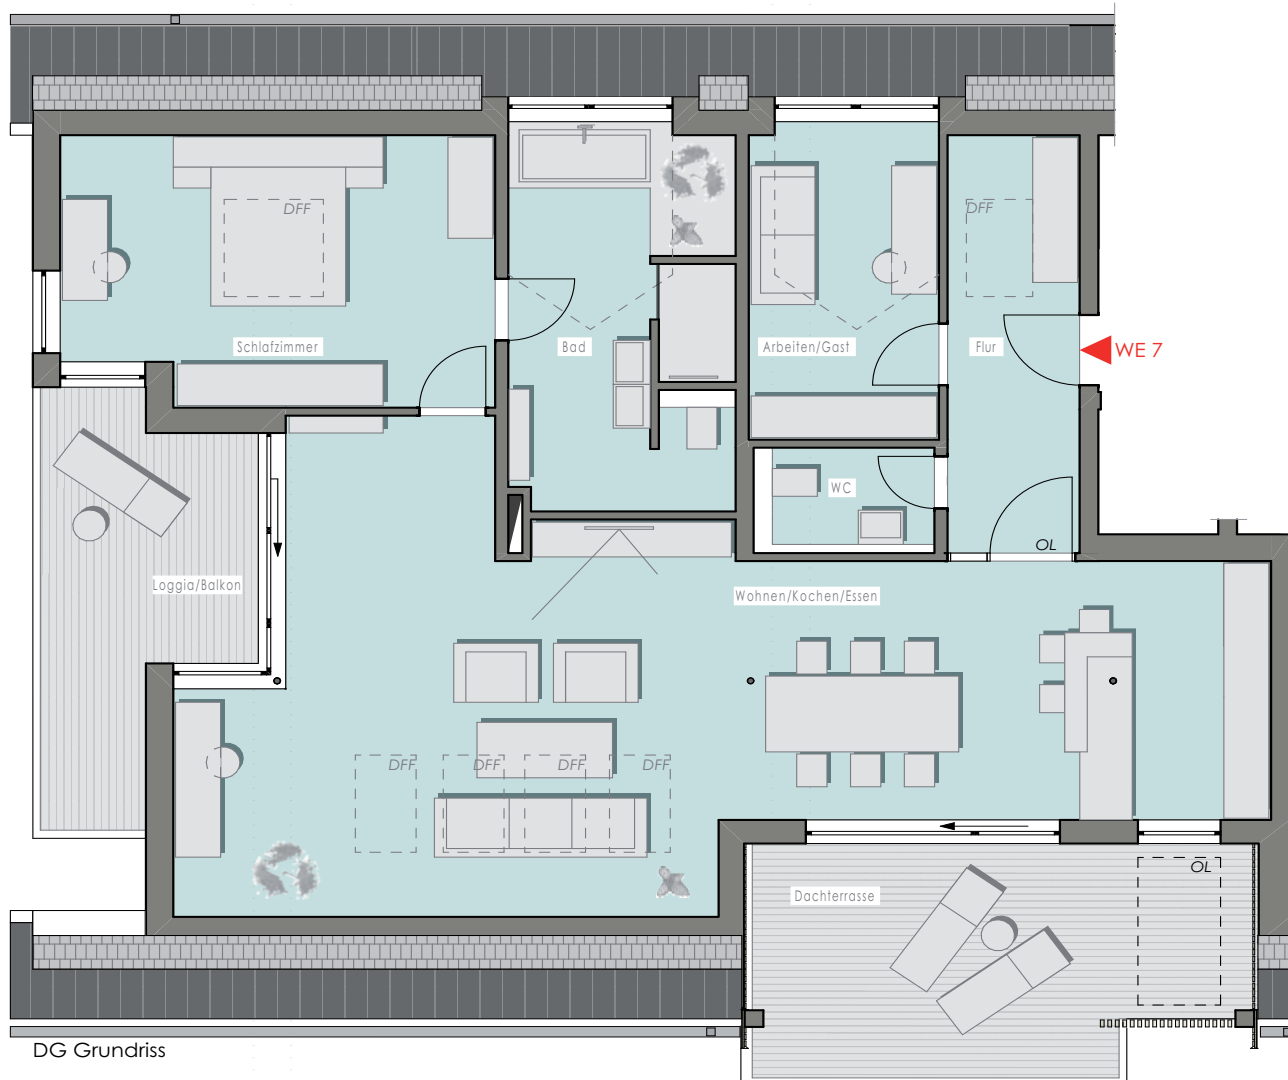 DFF
DFF
Schlafzimmer
Bad
Arbeiten/Gast
Flur
WE 7
WC
OL
Loggia/Balkon
Wohnen/Kochen/Essen
DFF
DFF
DFF
DFF
OL
Dachterrasse
DG Grundriss